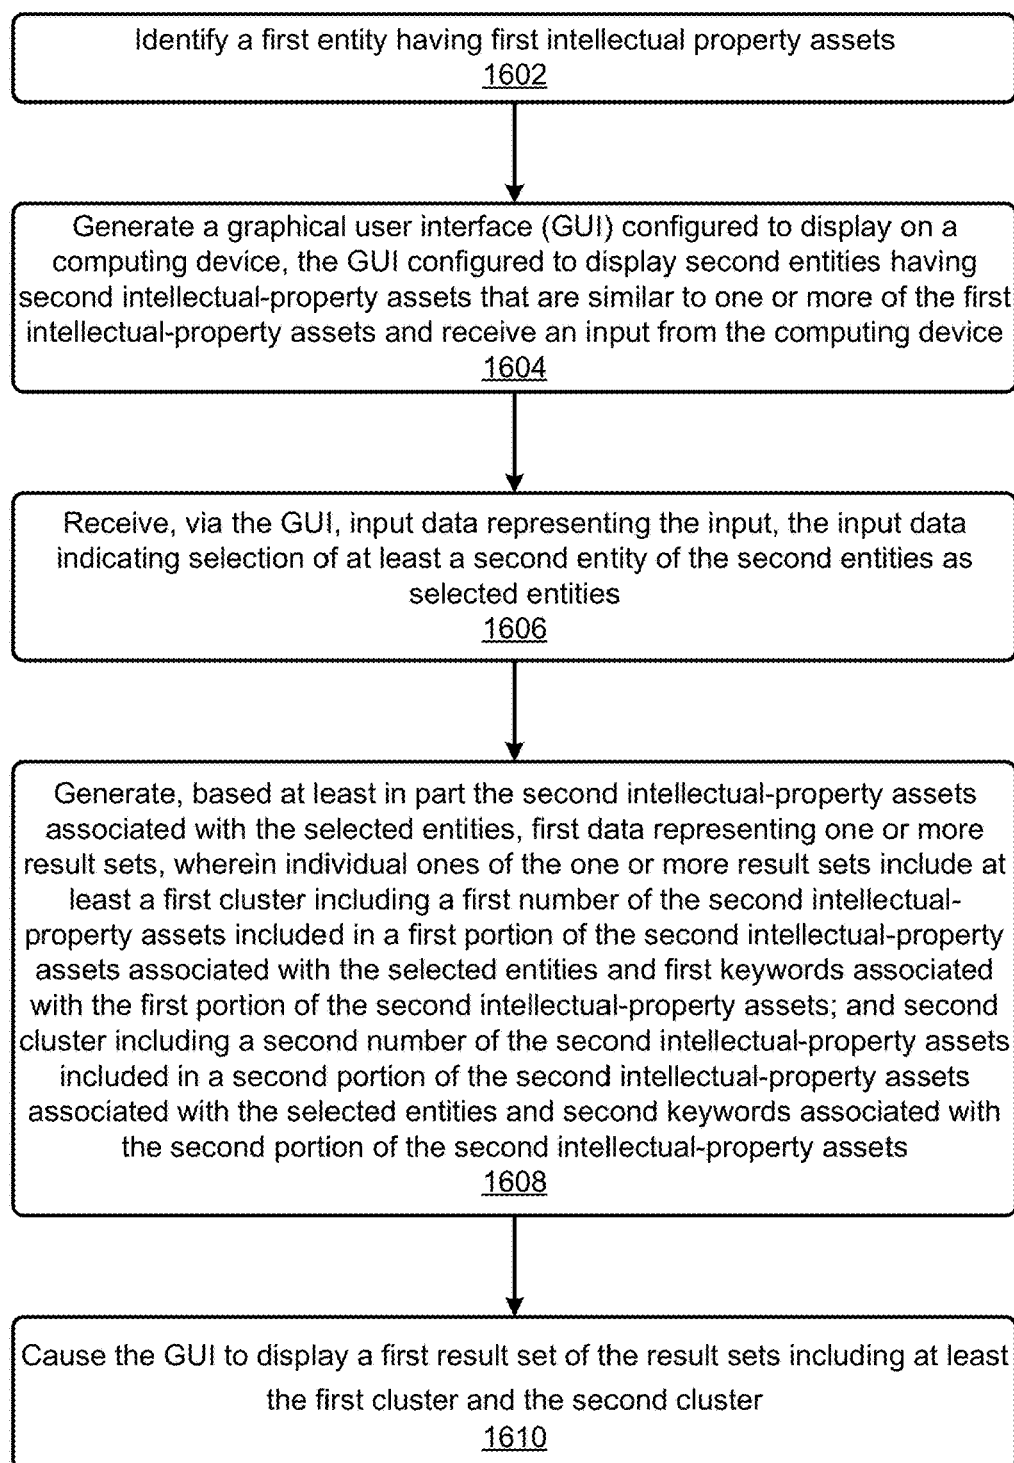 Identify a first entity having first intellectual property assets
1602
Generate a graphical user interface (GUI) configured to display on a
computing device, the GUI configured to display second entities having
second intellectual-property assets that are similar to one or more of the first
intellectual-property assets and receive an input from the computing device
1604
Receive, via the GUI, input data representing the input, the input data
indicating selection of at least a second entity of the second entities as
selected entities
1606
Generate, based at least in part the second intellectual-property assets
associated with the selected entities, first data representing one or more
result sets, wherein individual ones of the one or more result sets include at
least a first cluster including a first number of the second intellectual-
property assets included in a first portion of the second intellectual-property
assets associated with the selected entities and first keywords associated
with the first portion of the second intellectual-property assets; and second
cluster including a second number of the second intellectual-property assets
included in a second portion of the second intellectual-property assets
associated with the selected entities and second keywords associated with
the second portion of the second intellectual-property assets
1608
Cause the GUI to display a first result set of the result sets including at least
the first cluster and the second cluster
1610